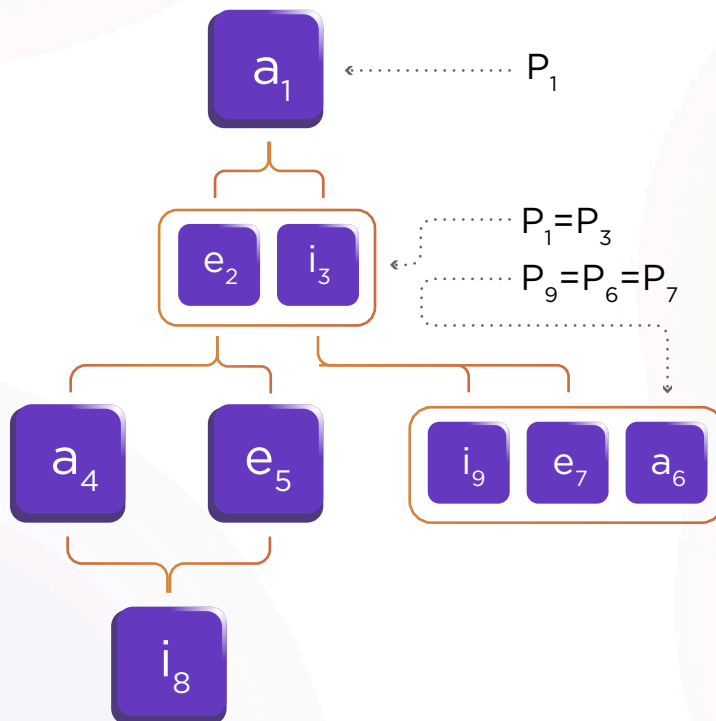 a₁
P₁
e₂ i₃
P₁=P₃
P₉=P₆=P₇
a₄ e₅
i₉ e₇ a₆
i₈